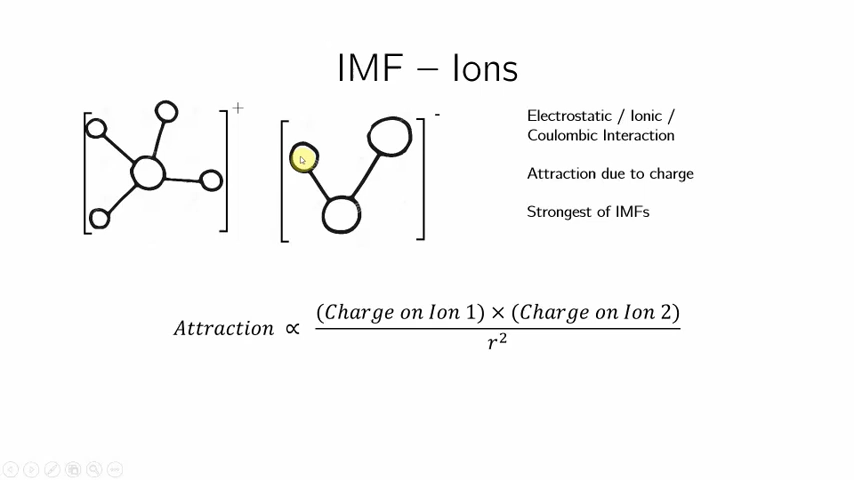 IMF – Ions
+
-
Electrostatic / Ionic /
Coulombic Interaction
Attraction due to charge
Strongest of IMFs
Attraction ∝ (Charge on Ion 1) × (Charge on Ion 2)
r²